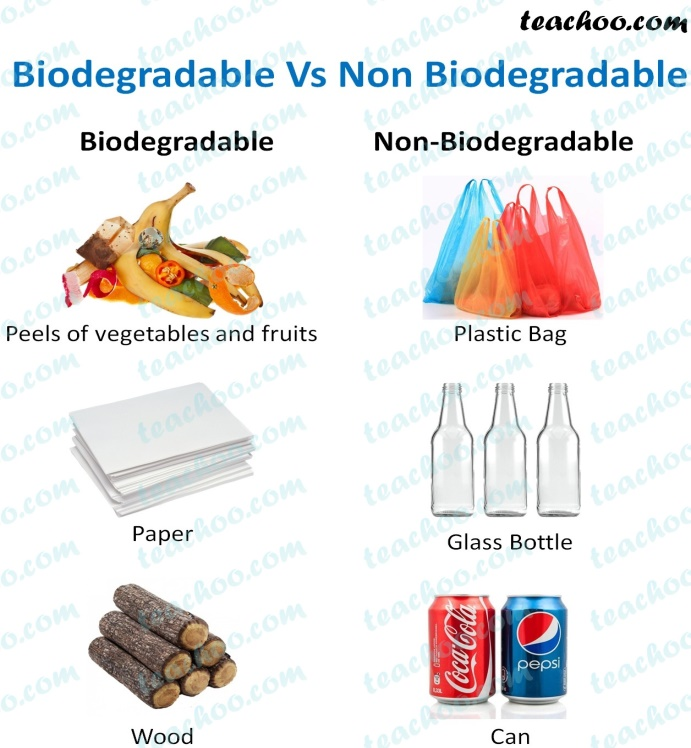 teachoo.com
Biodegradable Vs Non Biodegradable
Biodegradable
Non-Biodegradable
Peels of vegetables and fruits
Plastic Bag
Paper
Glass Bottle
Coca-Cola
pepsi
Wood
Can